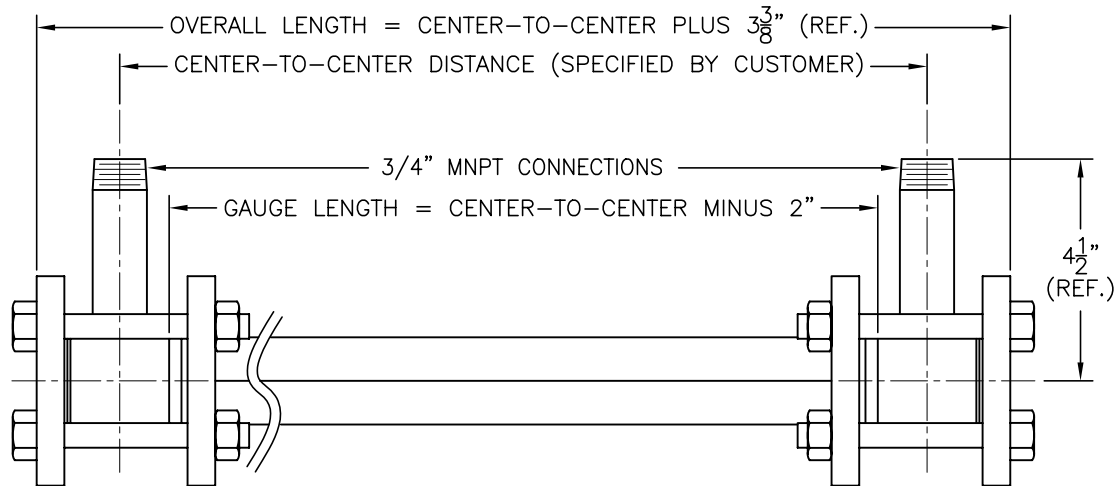 OVERALL LENGTH = CENTER-TO-CENTER PLUS 3 3/8" (REF.)
CENTER-TO-CENTER DISTANCE (SPECIFIED BY CUSTOMER)
3/4" MNPT CONNECTIONS
GAUGE LENGTH = CENTER-TO-CENTER MINUS 2"
4 1/2"
(REF.)